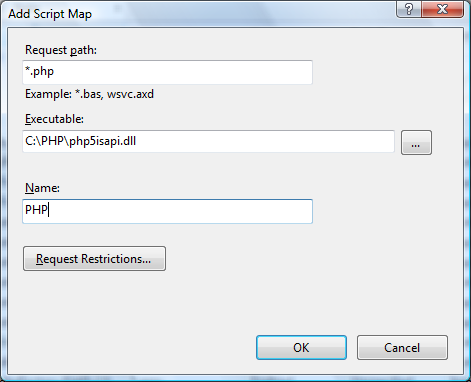 Add Script Map
Request path:
*.php
Example: *.bas, wsvc.axd
Executable:
C:\PHP\php5isapi.dll
...
Name:
PHP
Request Restrictions...
OK
Cancel